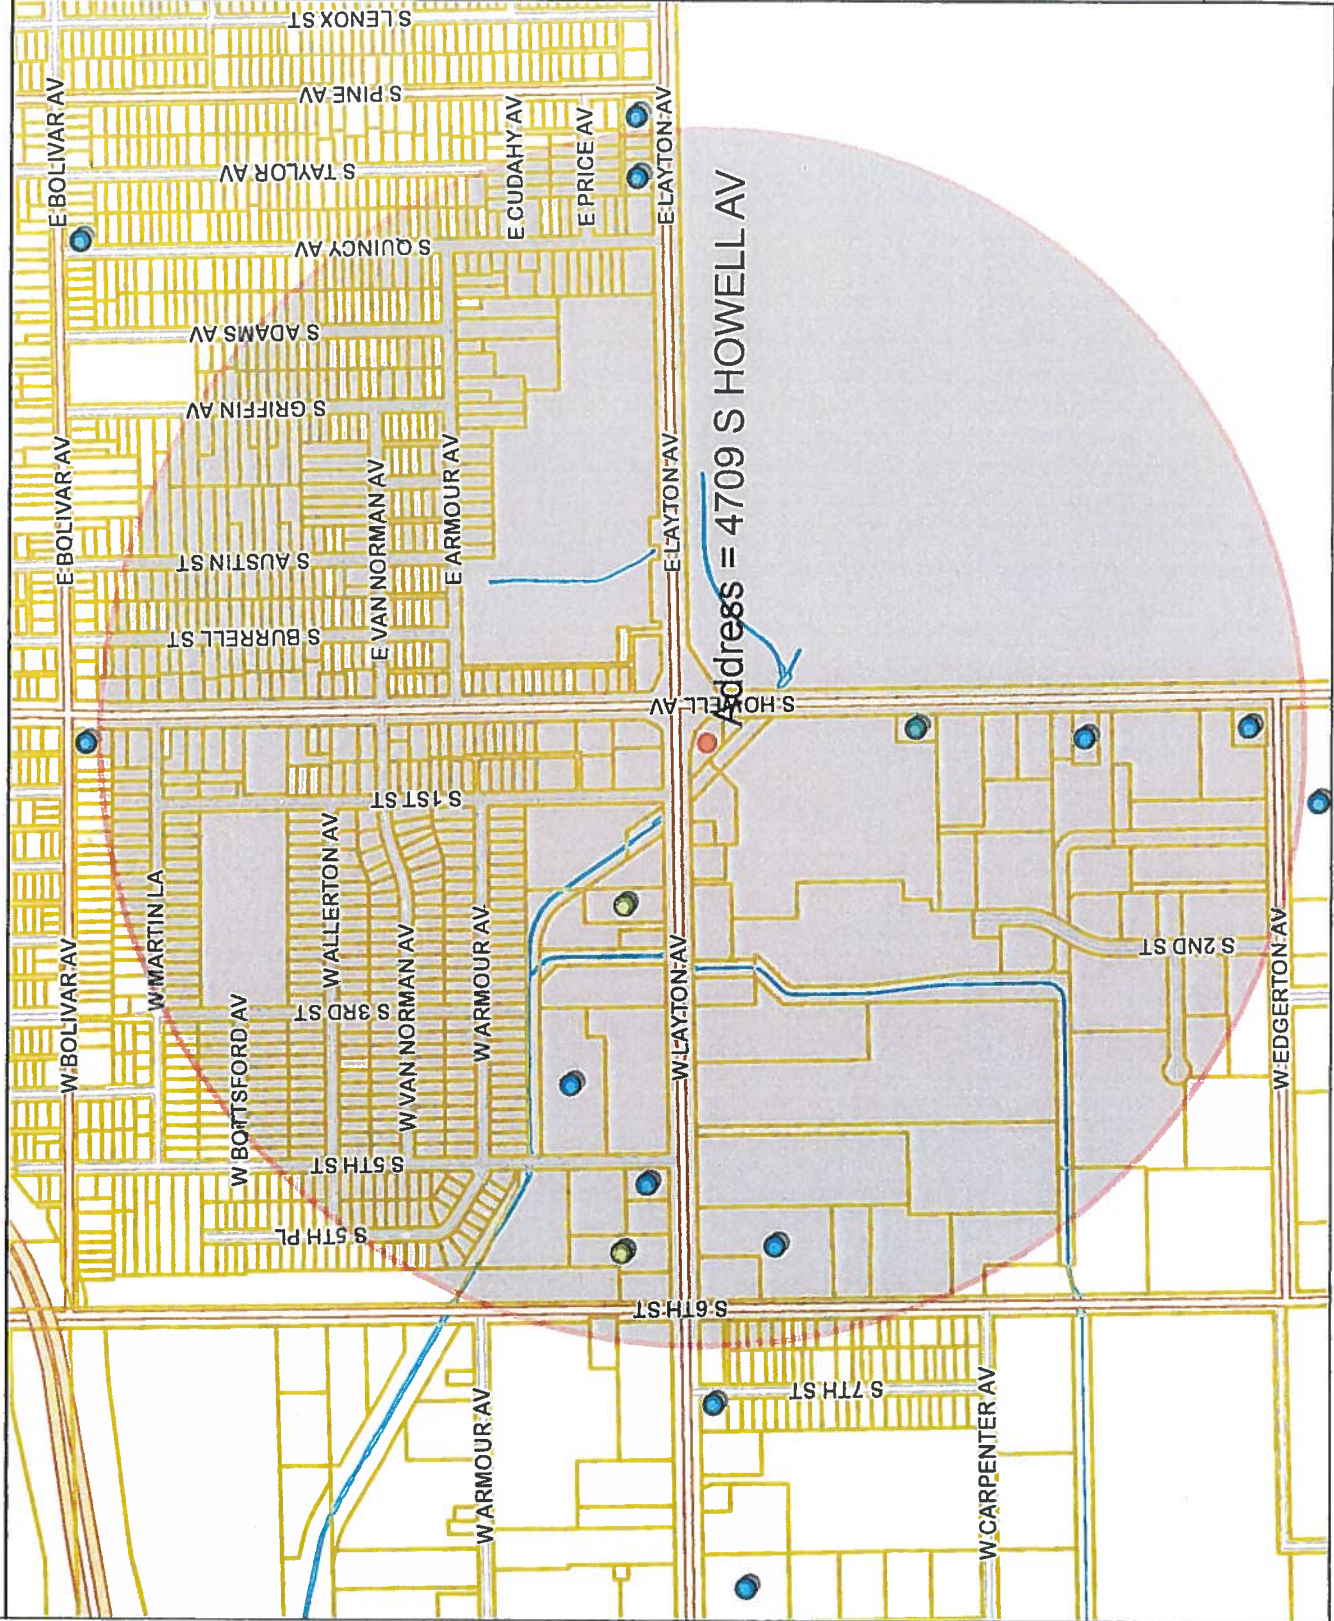 S LENOX ST
S PINE AV
E BOLIVAR AV
S TAYLOR AV
E CUDAHY AV
E PRICE AV
E LAYTON AV
S QUINCY AV
S ADAMS AV
S GRIFFIN AV
E BOLIVAR AV
E VAN NORMAN AV
E ARMOUR AV
E LAYTON AV
S AUSTIN ST
S BURRELL ST
Address = 4709 S HOWELL AV
S HOWELL AV
S 1ST ST
W MARTIN LA
W ALLERTON AV
W BOLIVAR AV
W VAN NORMAN AV
W ARMOUR AV
W LAYTON AV
S 2ND ST
W EDGERTON AV
S 3RD ST
W BOTTSFORD AV
S 5TH ST
S 5TH PL
S 6TH ST
S 7TH ST
W ARMOUR AV
W CARPENTER AV